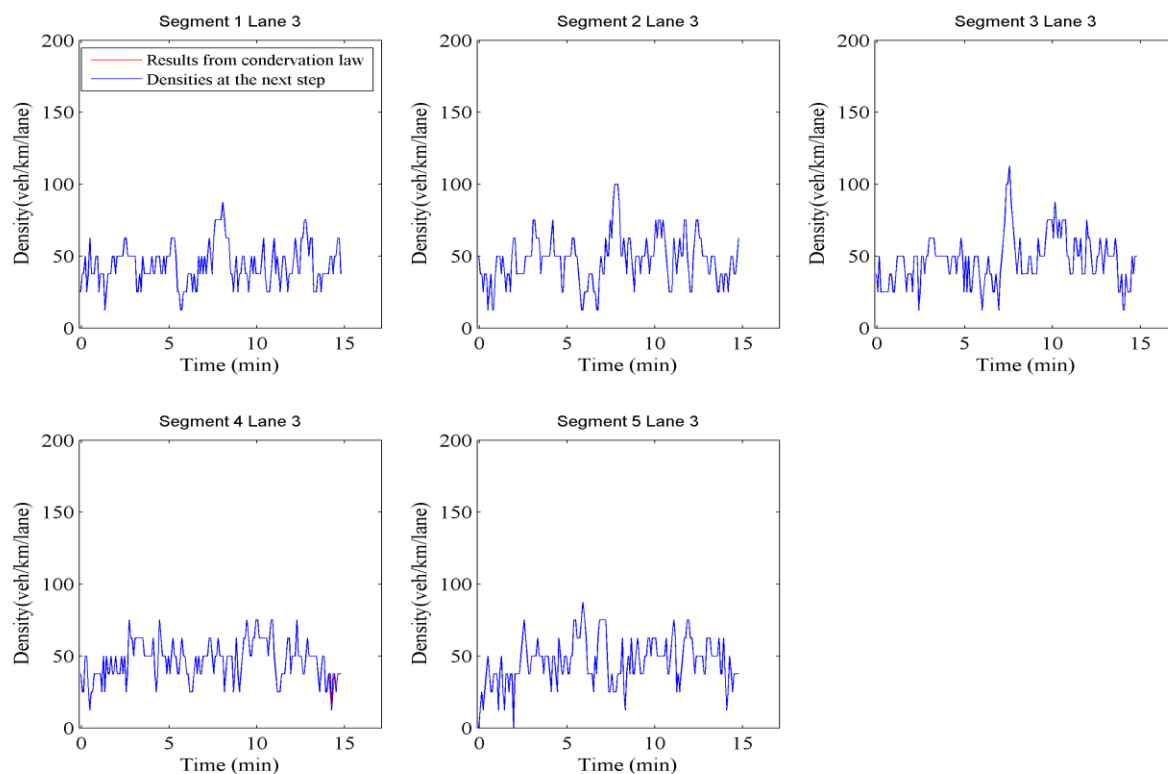 Segment 1 Lane 3
Results from condervation law
Densities at the next step
200
150
100
50
0
Density(veh/km/lane)
0 5 10 15
Time (min)
Segment 2 Lane 3
200
150
100
50
0
Density(veh/km/lane)
0 5 10 15
Time (min)
Segment 3 Lane 3
200
150
100
50
0
Density(veh/km/lane)
0 5 10 15
Time (min)
Segment 4 Lane 3
200
150
100
50
0
Density(veh/km/lane)
0 5 10 15
Time (min)
Segment 5 Lane 3
200
150
100
50
0
Density(veh/km/lane)
0 5 10 15
Time (min)